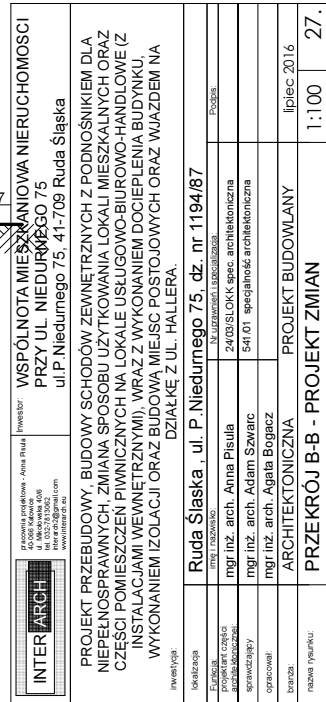 INTER ARCH
pracownia projektowa - Anna Pisula
40-066 Katowice
ul. Mikołowska 40/6
tel. 032-7813062
interarch2@gmail.com
www.interarch.eu
Inwestor: WSPÓLNOTA MIESZKANIOWA NIERUCHOMOSCI
PRZY UL. NIEDURNEGO 75
ul.P.Niedurnego 75, 41-709 Ruda Śląska
inwestycja:
PROJEKT PRZEBUDOWY, BUDOWY SCHODÓW ZEWNĘTRZNYCH Z PODNOŚNIKIEM DLA
NIEPEŁNOSPRAWNYCH, ZMIANA SPOSOBU UŻYTKOWANIA LOKALI MIESZKALNYCH ORAZ
CZĘŚCI POMIESZCZEŃ PIWNICZNYCH NA LOKALE USŁUGOWO-BIUROWO-HANDLOWE (Z
INSTALACJAMI WEWNĘTRZNYMI), WRAZ Z WYKONANIEM DOCIEPLENIA BUDYNKU,
WYKONANIEM IZOLACJI ORAZ BUDOWĄ MIEJSC POSTOJOWYCH ORAZ WJAZDEM NA
DZIAŁKĘ Z UL. HALLERA.
lokalizacja: Ruda Ślaska , ul. P.Niedurnego 75, dz. nr 1194/87
Funkcja: imię i nazwisko: Nr uprawnień i specjalizacja: Podpis:
projektant części architektonicznej: mgr inż. arch. Anna Pisula 24/03/SLOKK spec. architektoniczna
sprawdzający mgr inż. arch. Adam Szwarc 541/01 specjalność architektoniczna
opracował: mgr inż. arch. Agata Bogacz
branża: ARCHITEKTONICZNA PROJEKT BUDOWLANY lipiec 2016
nazwa rysunku: PRZEKRÓJ B-B - PROJEKT ZMIAN 1:100 27.